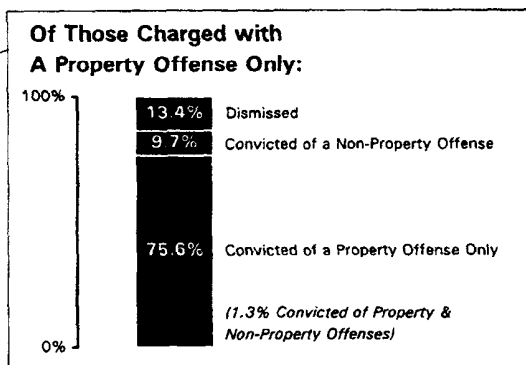 Of Those Charged with
A Property Offense Only:
100%
13.4% Dismissed
9.7% Convicted of a Non-Property Offense
75.6% Convicted of a Property Offense Only
(1.3% Convicted of Property &
Non-Property Offenses)
0%